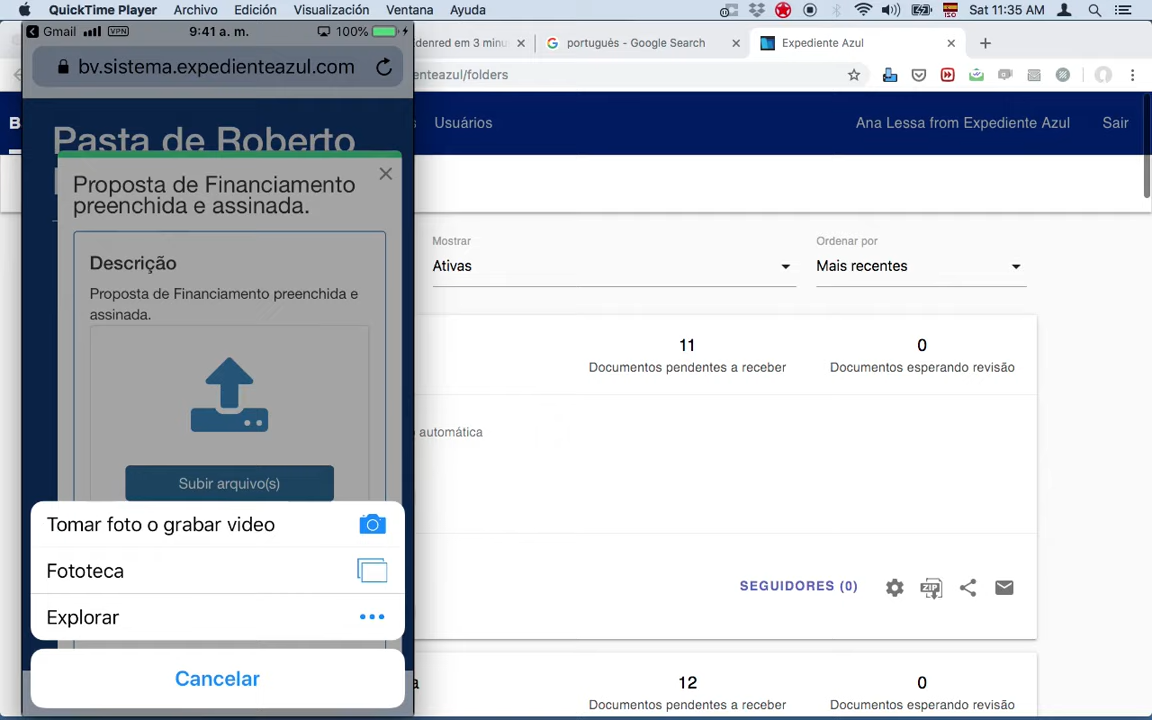 QuickTime Player Archivo Edición Visualización Ventana Ayuda
ISO Sat 11:35 AM
Gmail VPN 9:41 a. m. 100%
denred em 3 minu português - Google Search Expediente Azul
bv.sistema.expedienteazul.com
enteazul/folders
B s Usuários Ana Lessa from Expediente Azul Sair
Pasta de Roberto
Proposta de Financiamento
preenchida e assinada.
Descrição
Proposta de Financiamento preenchida e
assinada.
Subir arquivo(s)
Tomar foto o grabar video
Fototeca
Explorar
Cancelar
Mostrar Ordenar por
Ativas Mais recentes
11 0
Documentos pendentes a receber Documentos esperando revisão
automática
SEGUIDORES (0) ZIP
a 12 0
Documentos pendentes a receber Documentos esperando revisão